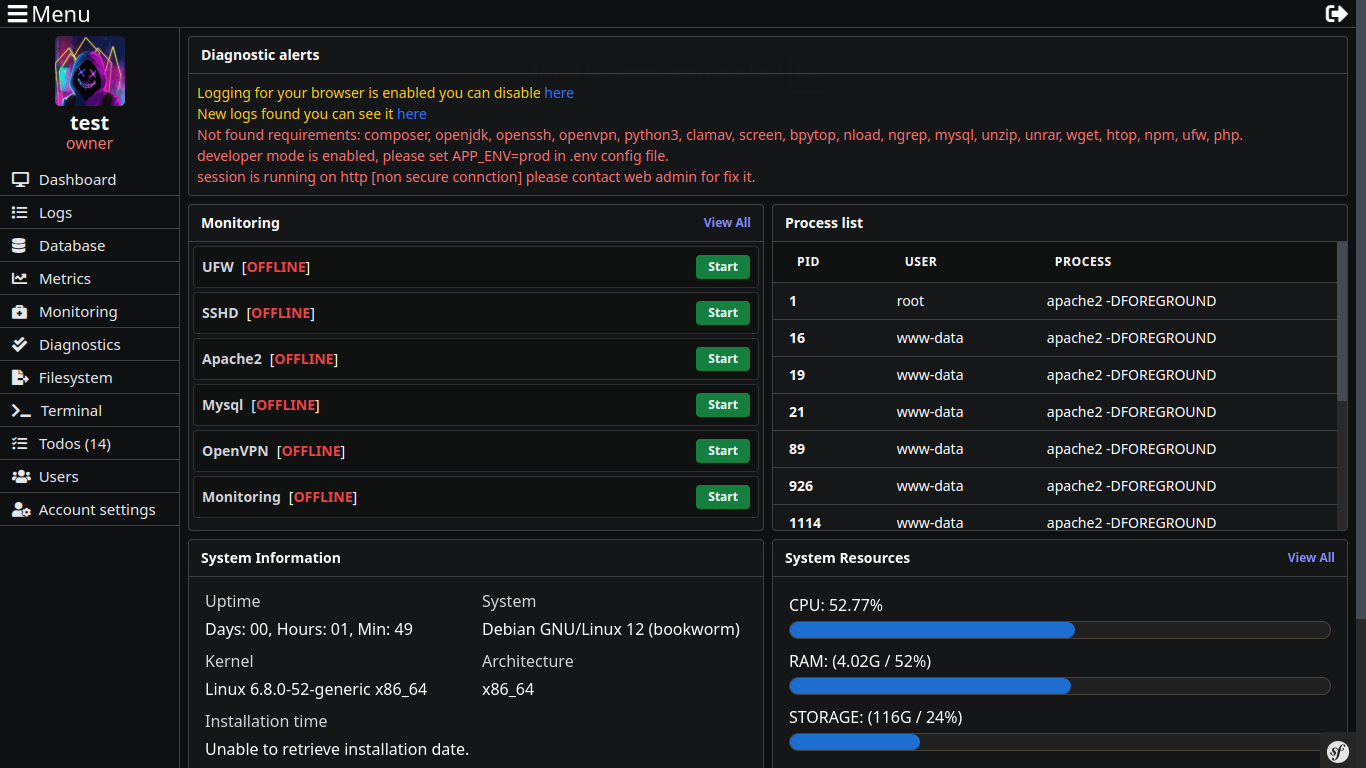 Menu
test
owner
Dashboard
Logs
Database
Metrics
Monitoring
Diagnostics
Filesystem
Terminal
Todos (14)
Users
Account settings
Diagnostic alerts
Logging for your browser is enabled you can disable here
New logs found you can see it here
Not found requirements: composer, openjdk, openssh, openvpn, python3, clamav, screen, bpytop, nload, ngrep, mysql, unzip, unrar, wget, htop, npm, ufw, php.
developer mode is enabled, please set APP_ENV=prod in .env config file.
session is running on http [non secure connction] please contact web admin for fix it.
Monitoring View All
UFW [OFFLINE] Start
SSHD [OFFLINE] Start
Apache2 [OFFLINE] Start
Mysql [OFFLINE] Start
OpenVPN [OFFLINE] Start
Monitoring [OFFLINE] Start
Process list
PID USER PROCESS
1 root apache2 -DFOREGROUND
16 www-data apache2 -DFOREGROUND
19 www-data apache2 -DFOREGROUND
21 www-data apache2 -DFOREGROUND
89 www-data apache2 -DFOREGROUND
926 www-data apache2 -DFOREGROUND
1114 www-data apache2 -DFOREGROUND
System Information
Uptime System
Days: 00, Hours: 01, Min: 49 Debian GNU/Linux 12 (bookworm)
Kernel Architecture
Linux 6.8.0-52-generic x86_64 x86_64
Installation time
Unable to retrieve installation date.
System Resources View All
CPU: 52.77%
RAM: (4.02G / 52%)
STORAGE: (116G / 24%)
sf